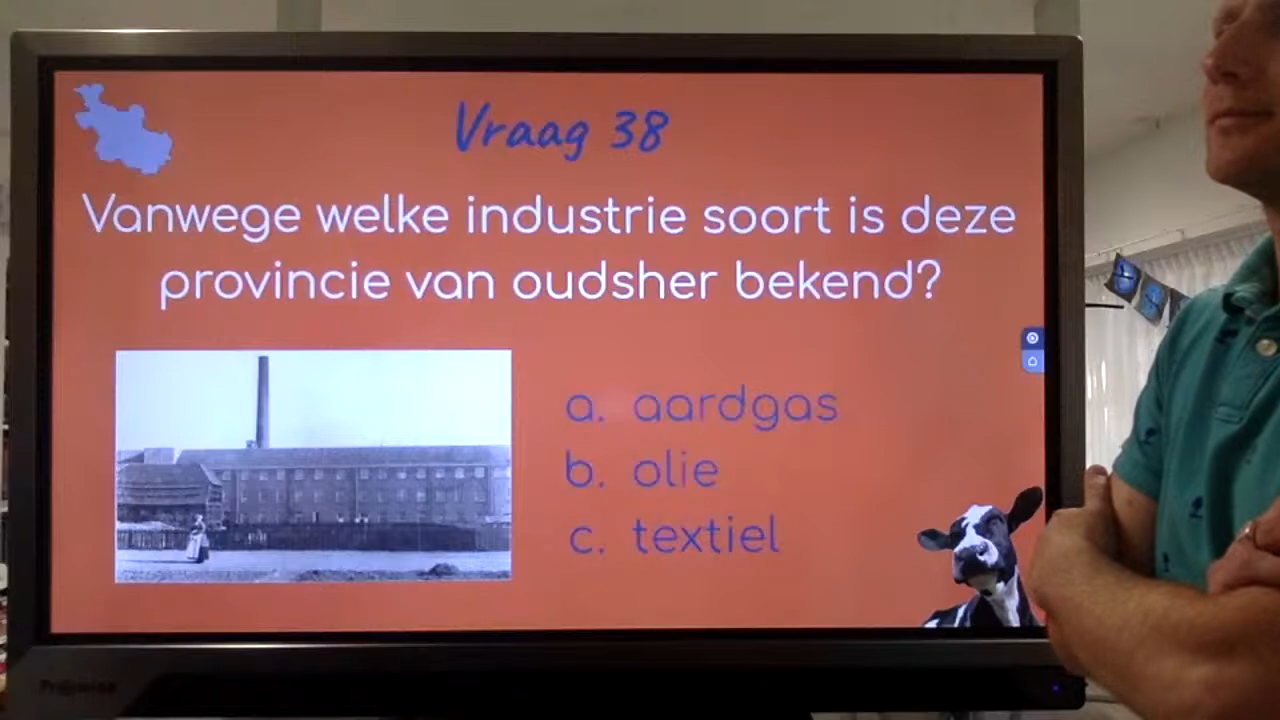 Vraag 38
Vanwege welke industrie soort is deze
provincie van oudsher bekend?
a. aardgas
b. olie
c. textiel